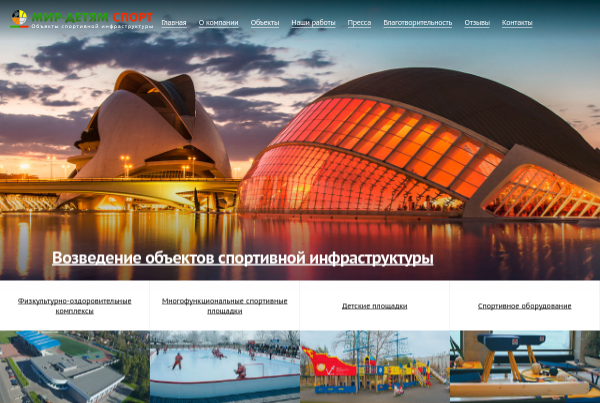 МИР ДЕТЯМ СПОРТ
Объекты спортивной инфраструктуры
Главная О компании Объекты Наши работы Пресса Благотворительность Отзывы Контакты
Возведение объектов спортивной инфраструктуры
Физкультурно-оздоровительные
комплексы
Многофункциональные спортивные
площадки
Детские площадки
Спортивное оборудование